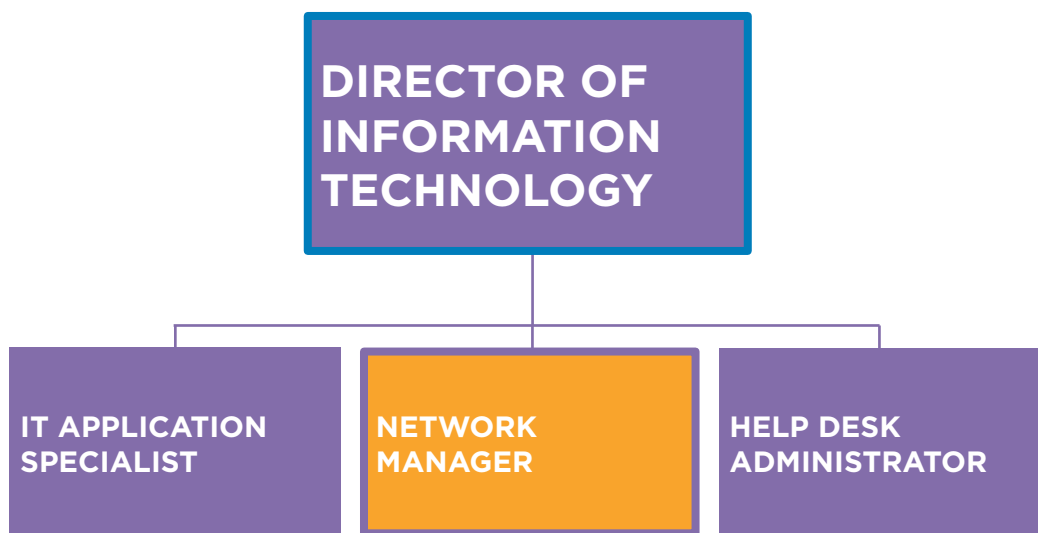 DIRECTOR OF
INFORMATION
TECHNOLOGY
IT APPLICATION
SPECIALIST
NETWORK
MANAGER
HELP DESK
ADMINISTRATOR